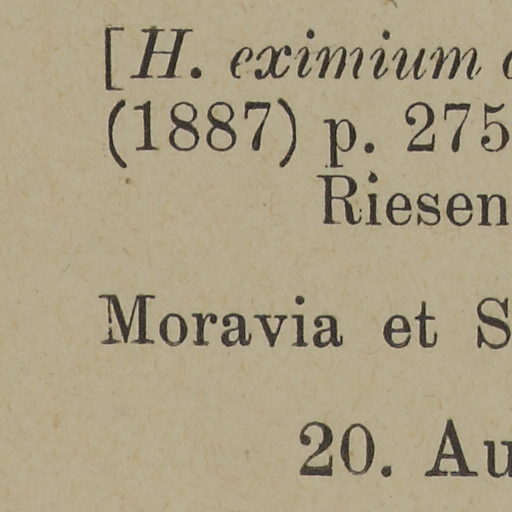 [H. eximium
(1887) p. 275
Riesen
Moravia et S
20. Au